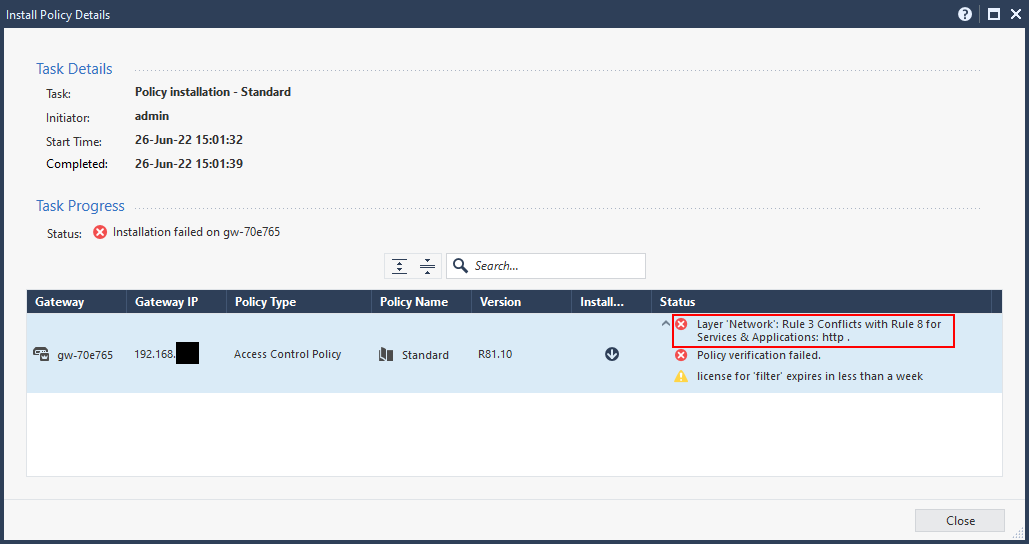 Install Policy Details
?
Task Details
Task: Policy installation - Standard
Initiator: admin
Start Time: 26-Jun-22 15:01:32
Completed: 26-Jun-22 15:01:39
Task Progress
Status: Installation failed on gw-70e765
Search...
Gateway Gateway IP Policy Type Policy Name Version Install... Status
Layer 'Network': Rule 3 Conflicts with Rule 8 for
Services & Applications: http .
gw-70e765 192.168. Access Control Policy Standard R81.10 Policy verification failed.
license for 'filter' expires in less than a week
Close